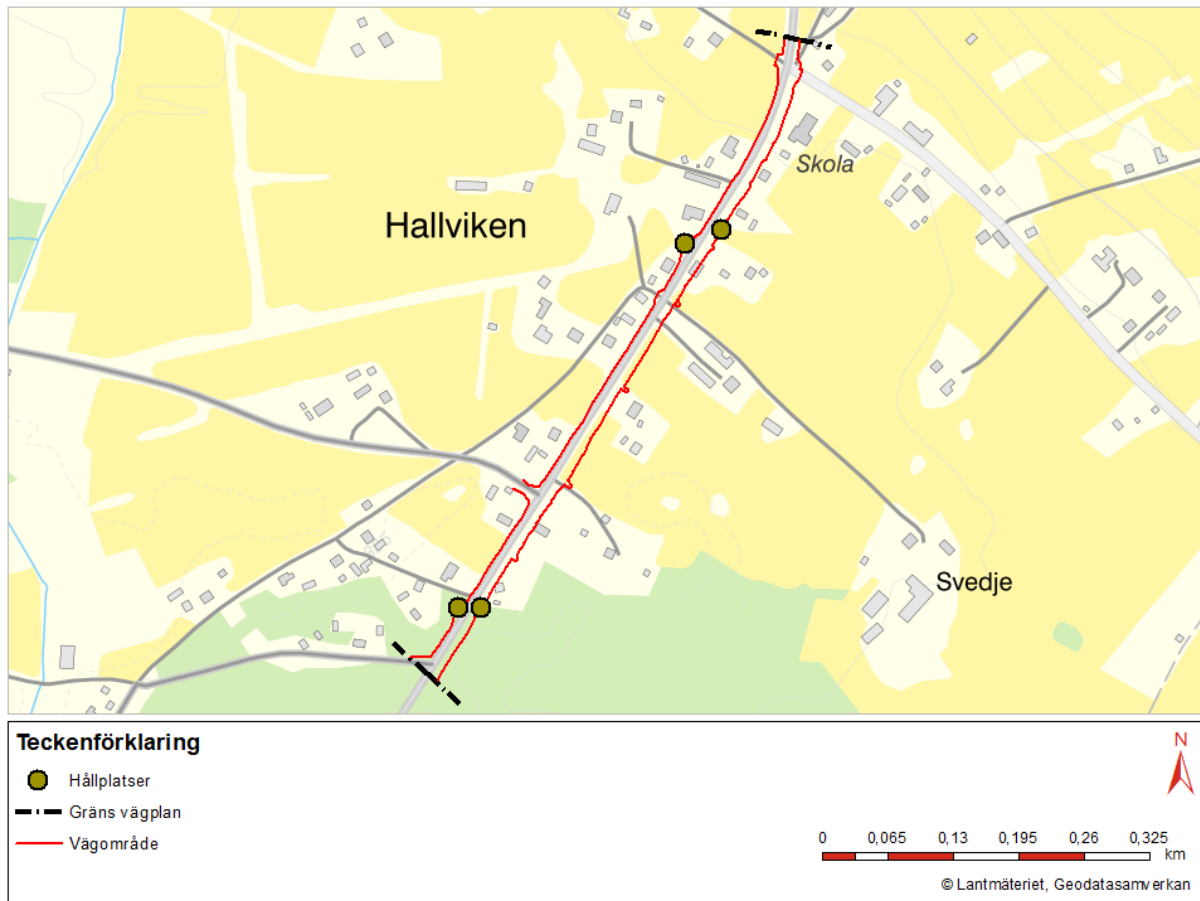 Skola
Hallviken
Svedje
Teckenförklaring
Hållplatser
Gräns vägplan
Vägområde
N
0 0,065 0,13 0,195 0,26 0,325
km
© Lantmäteriet, Geodatasamverkan